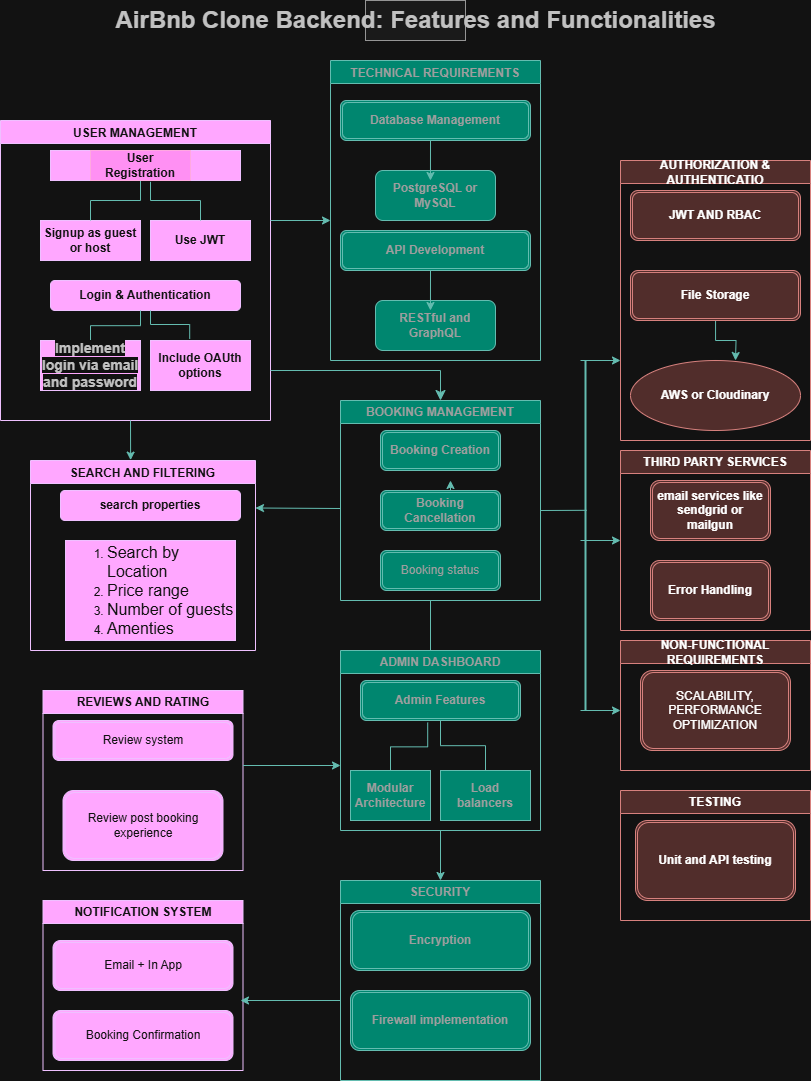 AirBnb Clone Backend: Features and Functionalities
USER MANAGEMENT
User
Registration
Signup as guest
or host
Use JWT
Login & Authentication
Implement
login via email
and password
Include OAUth
options
SEARCH AND FILTERING
search properties
1. Search by
Location
2. Price range
3. Number of guests
4. Amenties
REVIEWS AND RATING
Review system
Review post booking
experience
NOTIFICATION SYSTEM
Email + In App
Booking Confirmation
TECHNICAL REQUIREMENTS
Database Management
PostgreSQL or
MySQL
API Development
RESTful and
GraphQL
BOOKING MANAGEMENT
Booking Creation
Booking
Cancellation
Booking status
ADMIN DASHBOARD
Admin Features
Modular
Architecture
Load
balancers
SECURITY
Encryption
Firewall implementation
AUTHORIZATION &
AUTHENTICATIO
JWT AND RBAC
File Storage
AWS or Cloudinary
THIRD PARTY SERVICES
email services like
sendgrid or
mailgun
Error Handling
NON-FUNCTIONAL
REQUIREMENTS
SCALABILITY,
PERFORMANCE
OPTIMIZATION
TESTING
Unit and API testing